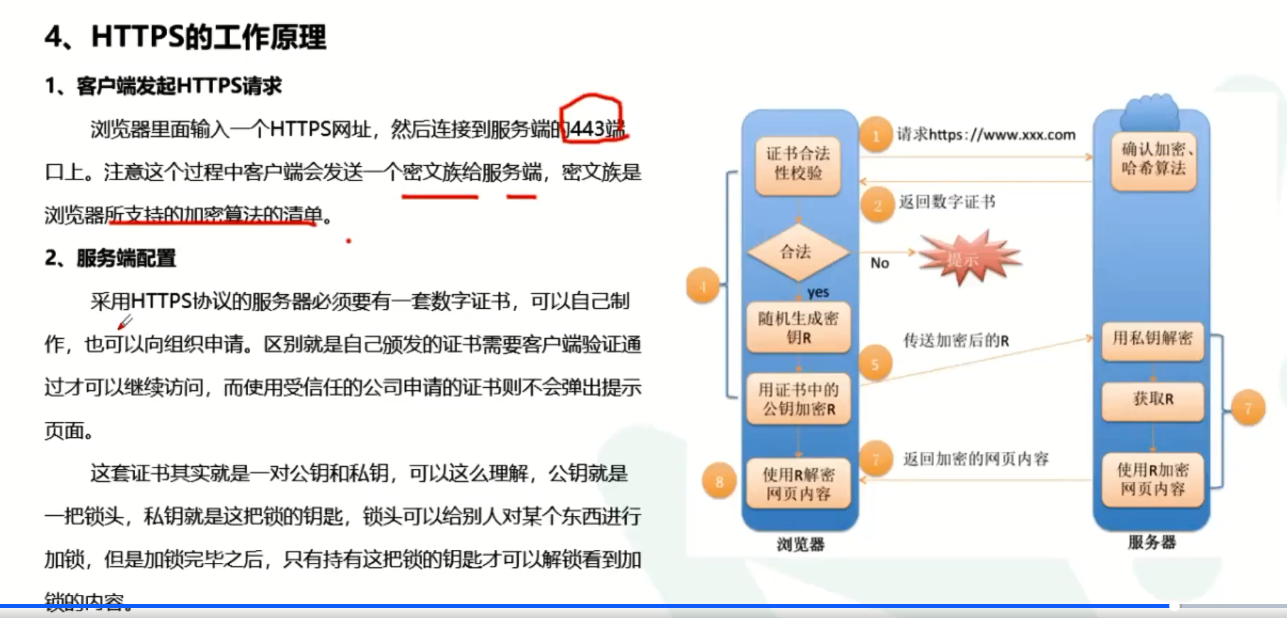 4、HTTPS的工作原理
1、客户端发起HTTPS请求
浏览器里面输入一个HTTPS网址，然后连接到服务端的443端
口上。注意这个过程中客户端会发送一个密文族给服务端，密文族是
浏览器所支持的加密算法的清单。
2、服务端配置
采用HTTPS协议的服务器必须要有一套数字证书，可以自己制
作，也可以向组织申请。区别就是自己颁发的证书需要客户端验证通
过才可以继续访问，而使用受信任的公司申请的证书则不会弹出提示
页面。
这套证书其实就是一对公钥和私钥，可以这么理解，公钥就是
一把锁头，私钥就是这把锁的钥匙，锁头可以给别人对某个东西进行
加锁，但是加锁完毕之后，只有持有这把锁的钥匙才可以解锁看到加
锁的内容。
1
请求https://www.xxx.com
证书合法
性校验
确认加密、
哈希算法
2
返回数字证书
合法
No
提示
4
yes
随机生成密
钥R
传送加密后的R
用私钥解密
5
用证书中的
公钥加密R
获取R
7
7
返回加密的网页内容
8
使用R解密
网页内容
使用R加密
网页内容
浏览器
服务器